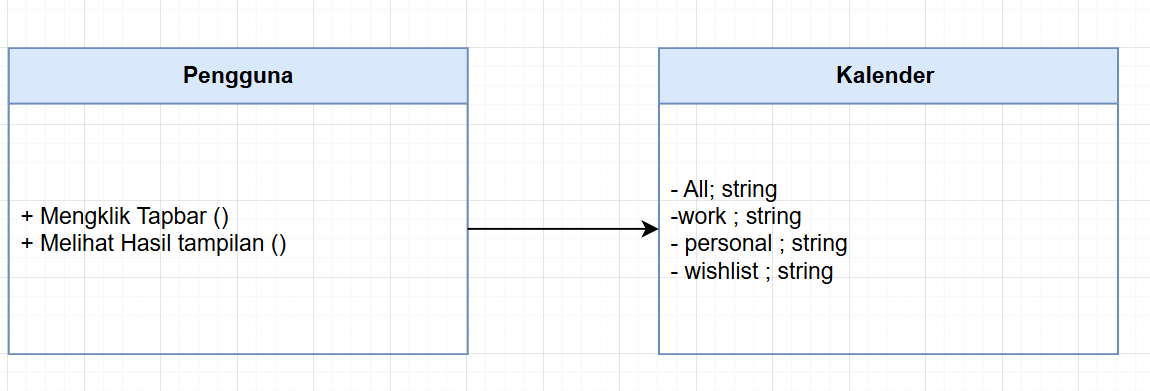 Pengguna
+ Mengklik Tapbar ()
+ Melihat Hasil tampilan ()
Kalender
- All; string
-work ; string
- personal ; string
- wishlist ; string